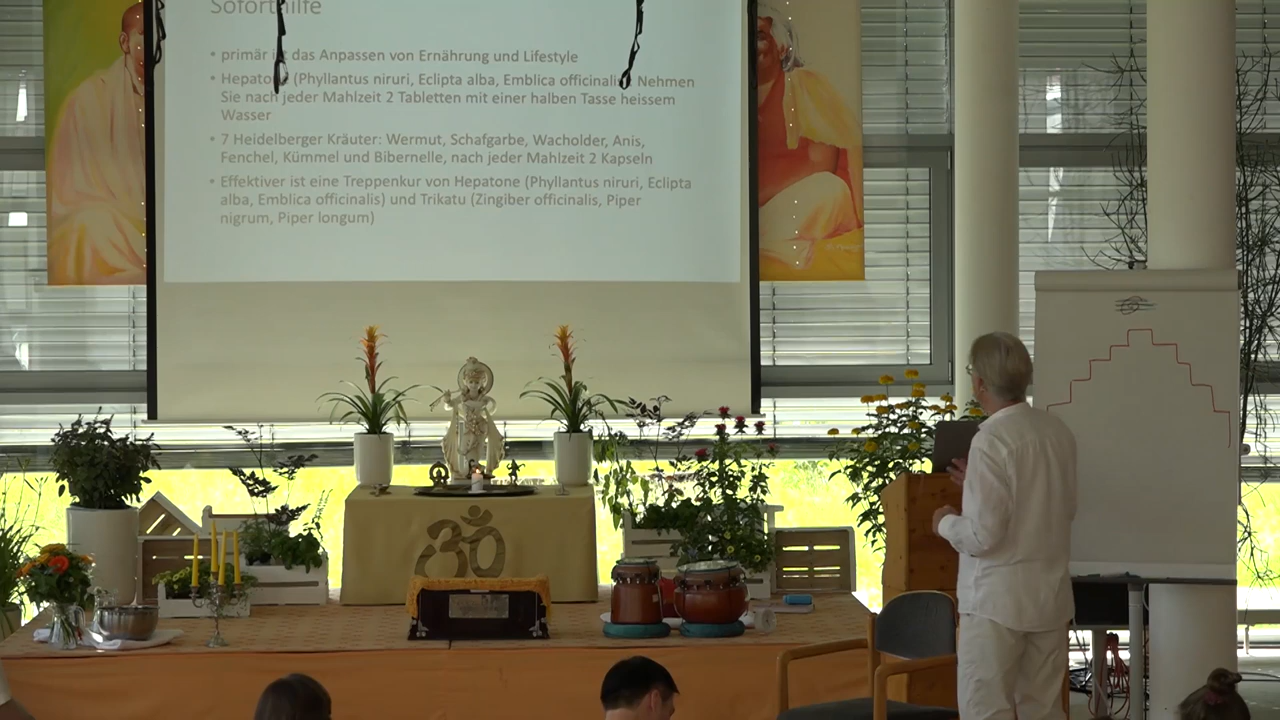 Soforthilfe
• primär ist das Anpassen von Ernährung und Lifestyle
• Hepatone (Phyllantus niruri, Eclipta alba, Emblica officinalis) Nehmen
Sie nach jeder Mahlzeit 2 Tabletten mit einer halben Tasse heissem
Wasser
• 7 Heidelberger Kräuter: Wermut, Schafgarbe, Wacholder, Anis,
Fenchel, Kümmel und Bibernelle, nach jeder Mahlzeit 2 Kapseln
• Effektiver ist eine Treppenkur von Hepatone (Phyllantus niruri, Eclipta
alba, Emblica officinalis) und Trikatu (Zingiber officinalis, Piper
nigrum, Piper longum)
ॐ